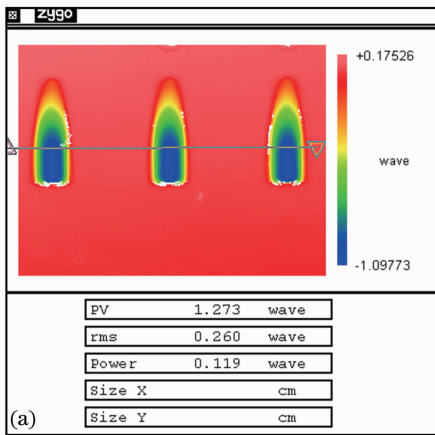 zygo
+0.17526
wave
-1.09773
PV 1.273 wave
rms 0.260 wave
Power 0.119 wave
Size X cm
Size Y cm
(a)